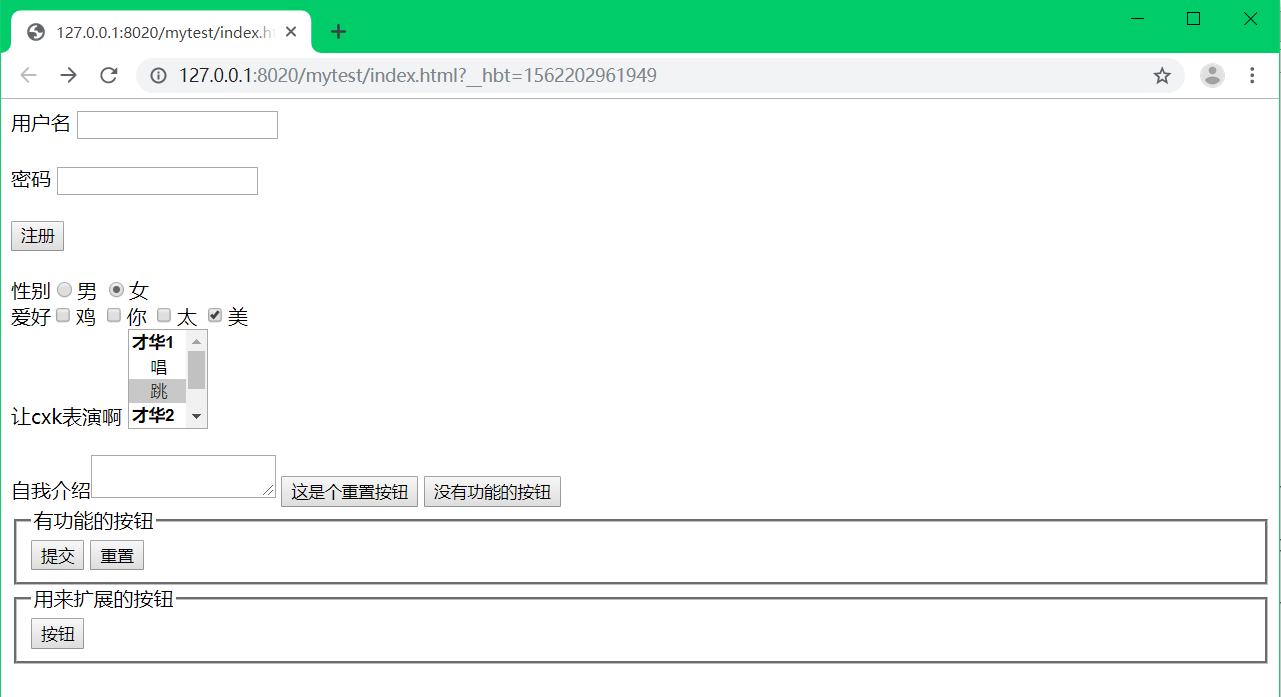 127.0.0.1:8020/mytest/index.h
127.0.0.1:8020/mytest/index.html?__hbt=1562202961949
用户名
密码
注册
性别 男 女
爱好 鸡 你 太 美
才华1
唱
跳
让cxk表演啊 才华2
自我介绍 这是个重置按钮 没有功能的按钮
有功能的按钮
提交 重置
用来扩展的按钮
按钮